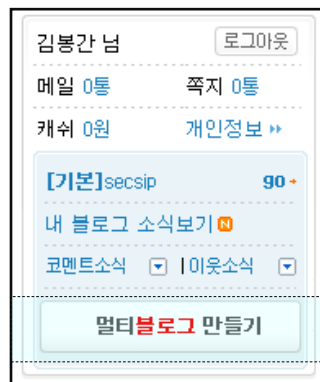 김봉간 님 로그아웃
메일 0통 쪽지 0통
캐쉬 0원 개인정보
[기본]secsip go
내 블로그 소식보기 N
코멘트소식 | 이웃소식
멀티블로그 만들기